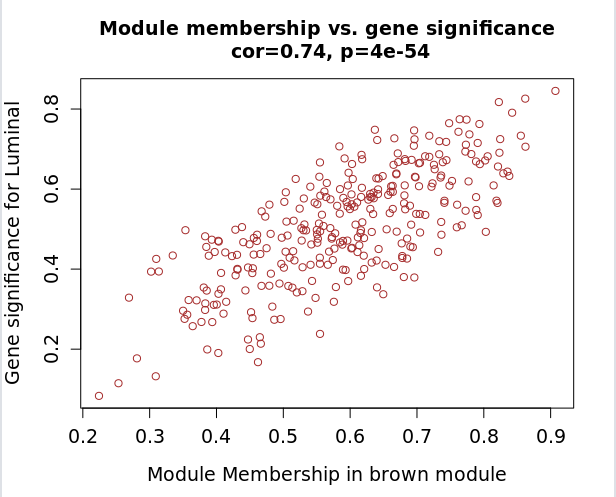 Module membership vs. gene significance
cor=0.74, p=4e-54
Gene significance for Luminal
0.8
0.6
0.4
0.2
0.2 0.3 0.4 0.5 0.6 0.7 0.8 0.9
Module Membership in brown module